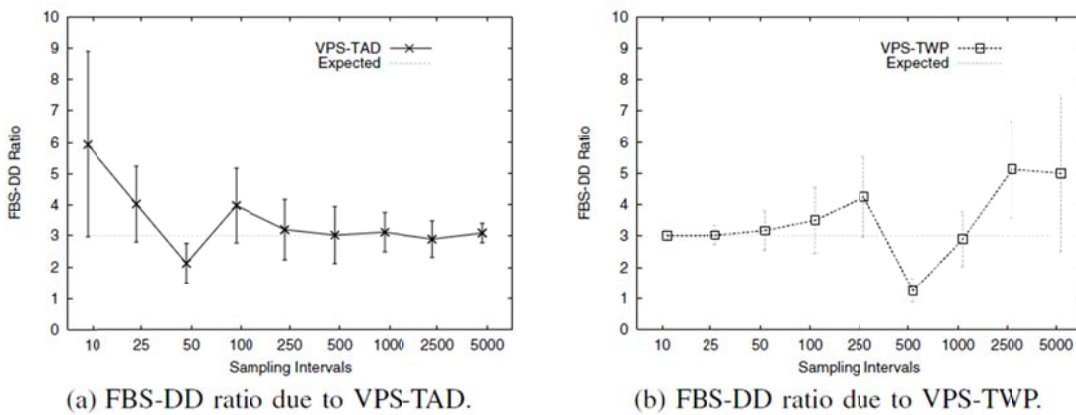 10
9
8
7
6
5
4
3
2
1
0
FBS-DD Ratio
VPS-TAD
Expected
10 25 50 100 250 500 1000 2500 5000
Sampling Intervals
(a) FBS-DD ratio due to VPS-TAD.
10
9
8
7
6
5
4
3
2
1
0
FBS-DD Ratio
VPS-TWP
Expected
10 25 50 100 250 500 1000 2500 5000
Sampling Intervals
(b) FBS-DD ratio due to VPS-TWP.